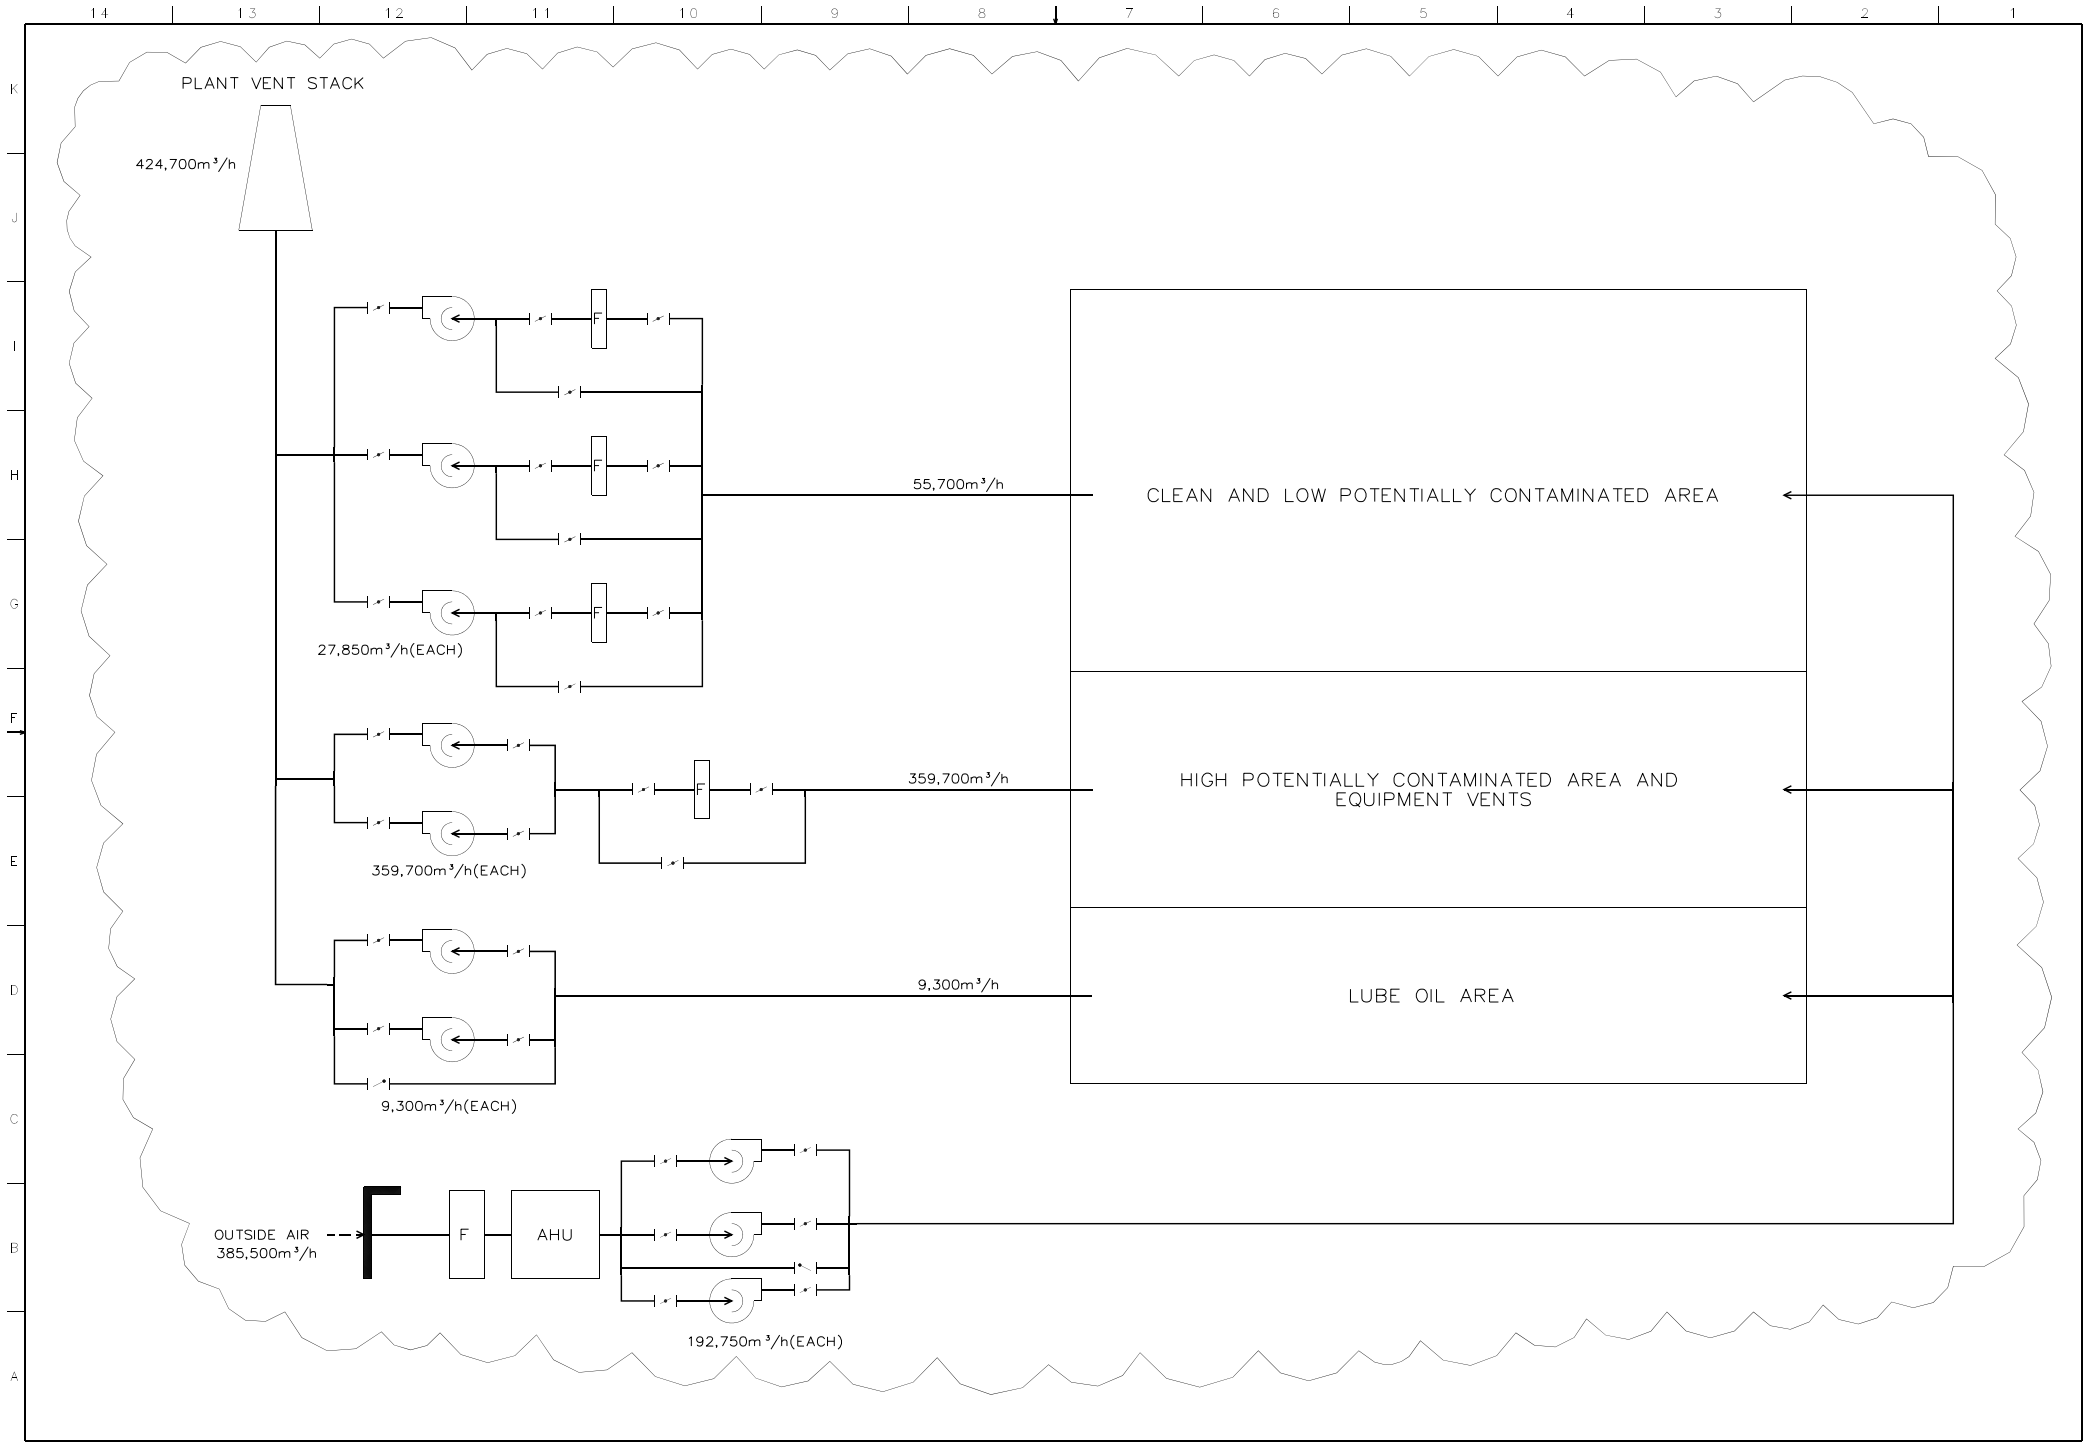 14 13 12 11 10 9 8 7 6 5 4 3 2 1
K
PLANT VENT STACK
424,700m³/h
J
I
F
H
F
55,700m³/h
CLEAN AND LOW POTENTIALLY CONTAMINATED AREA
G
F
27,850m³/h(EACH)
F
359,700m³/h
HIGH POTENTIALLY CONTAMINATED AREA AND
EQUIPMENT VENTS
F
E
359,700m³/h(EACH)
D
9,300m³/h
LUBE OIL AREA
9,300m³/h(EACH)
C
B
OUTSIDE AIR
385,500m³/h
F
AHU
192,750m³/h(EACH)
A